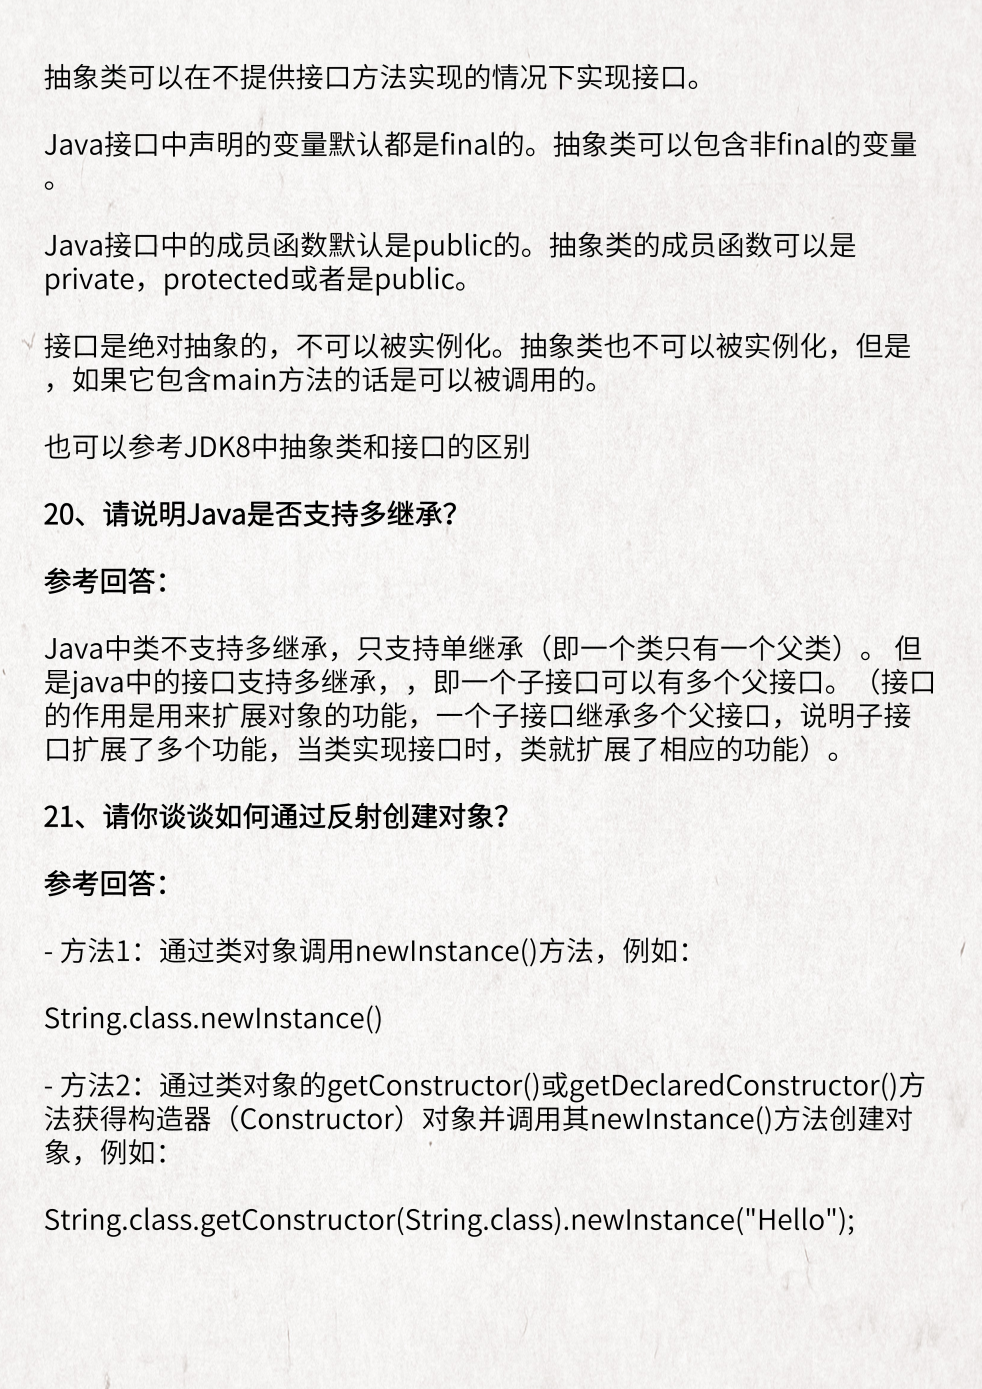 抽象类可以在不提供接口方法实现的情况下实现接口。
Java接口中声明的变量默认都是final的。抽象类可以包含非final的变量
。
Java接口中的成员函数默认是public的。抽象类的成员函数可以是
private，protected或者是public。
接口是绝对抽象的，不可以被实例化。抽象类也不可以被实例化，但是
，如果它包含main方法的话是可以被调用的。
也可以参考JDK8中抽象类和接口的区别
20、请说明Java是否支持多继承？
参考回答：
Java中类不支持多继承，只支持单继承（即一个类只有一个父类）。 但
是java中的接口支持多继承，，即一个子接口可以有多个父接口。（接口
的作用是用来扩展对象的功能，一个子接口继承多个父接口，说明子接
口扩展了多个功能，当类实现接口时，类就扩展了相应的功能）。
21、请你谈谈如何通过反射创建对象？
参考回答：
- 方法1：通过类对象调用newInstance()方法，例如：
String.class.newInstance()
- 方法2：通过类对象的getConstructor()或getDeclaredConstructor()方
法获得构造器（Constructor）对象并调用其newInstance()方法创建对
象，例如：
String.class.getConstructor(String.class).newInstance("Hello");